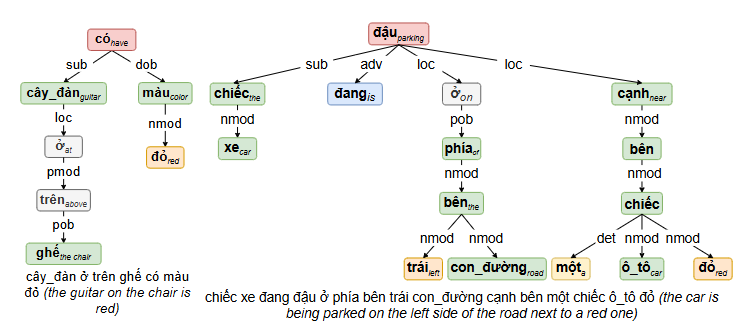 có have đậu parking
sub dob sub adv loc loc
cây_đàn guitar màu color chiếc the đang is ở on cạnh near
loc nmod nmod pob nmod
ở at đỏ red xe car phía of bên
pmod nmod nmod
trên above bên the chiếc
pob nmod nmod det nmod nmod
ghế the chair trái left con_đường road một a ô_tô car đỏ red
cây_đàn ở trên ghế có màu
đỏ (the guitar on the chair is
red)
chiếc xe đang đậu ở phía bên trái con_đường cạnh bên một chiếc ô_tô đỏ (the car is
being parked on the left side of the road next to a red one)